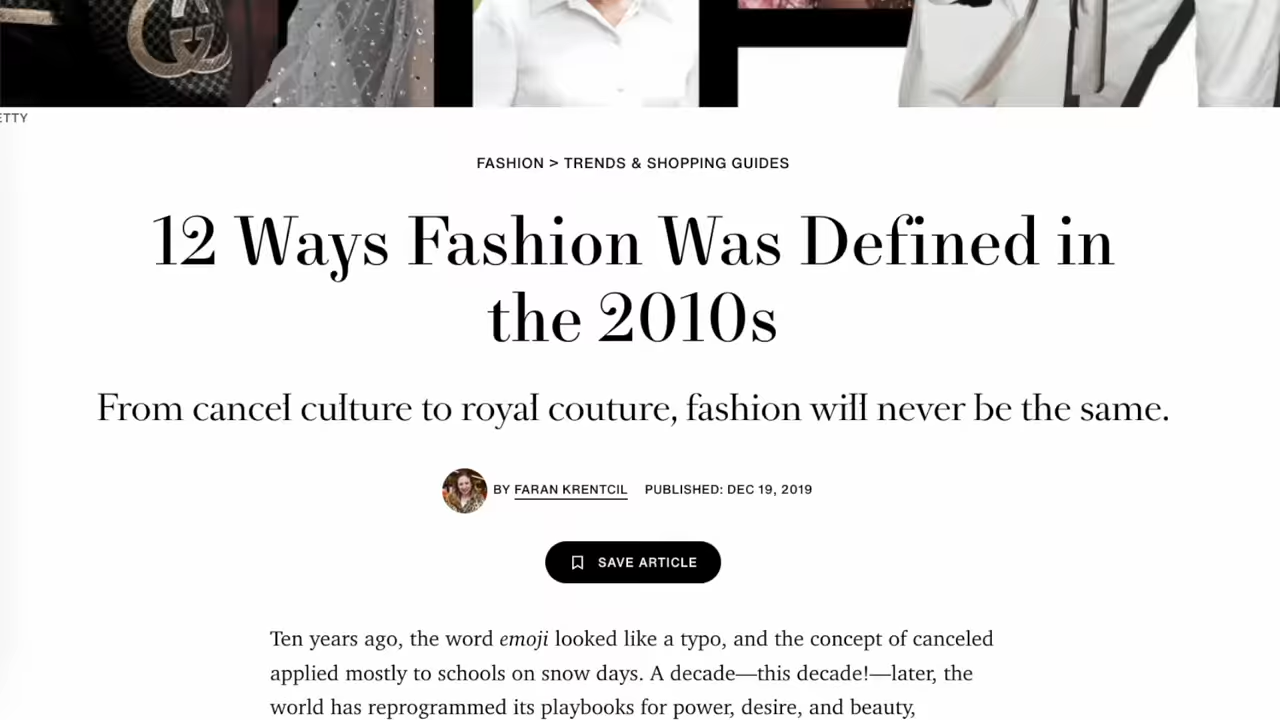 ETTY
FASHION > TRENDS & SHOPPING GUIDES
12 Ways Fashion Was Defined in
the 2010s
From cancel culture to royal couture, fashion will never be the same.
BY FARAN KRENTCIL PUBLISHED: DEC 19, 2019
SAVE ARTICLE
Ten years ago, the word emoji looked like a typo, and the concept of canceled
applied mostly to schools on snow days. A decade—this decade!—later, the
world has reprogrammed its playbooks for power, desire, and beauty,